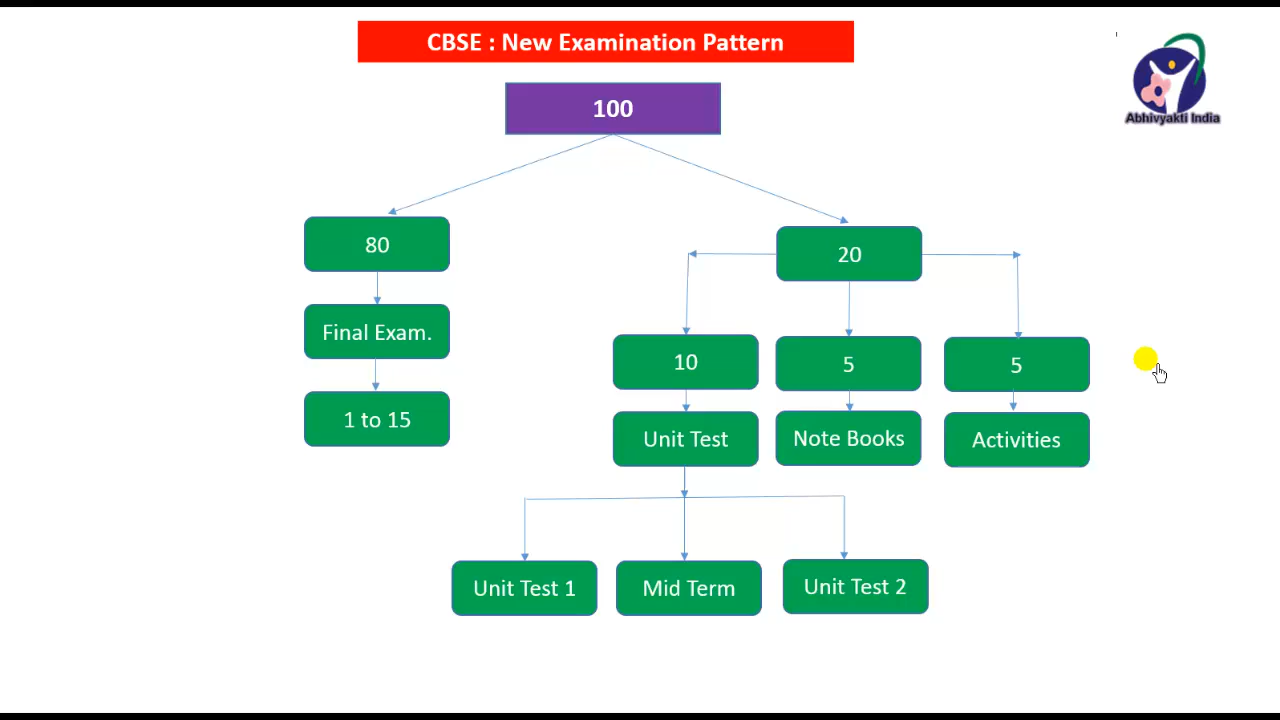 CBSE : New Examination Pattern
Abhivyakti India
100
80
20
Final Exam.
1 to 15
10
5
5
Unit Test
Note Books
Activities
Unit Test 1
Mid Term
Unit Test 2